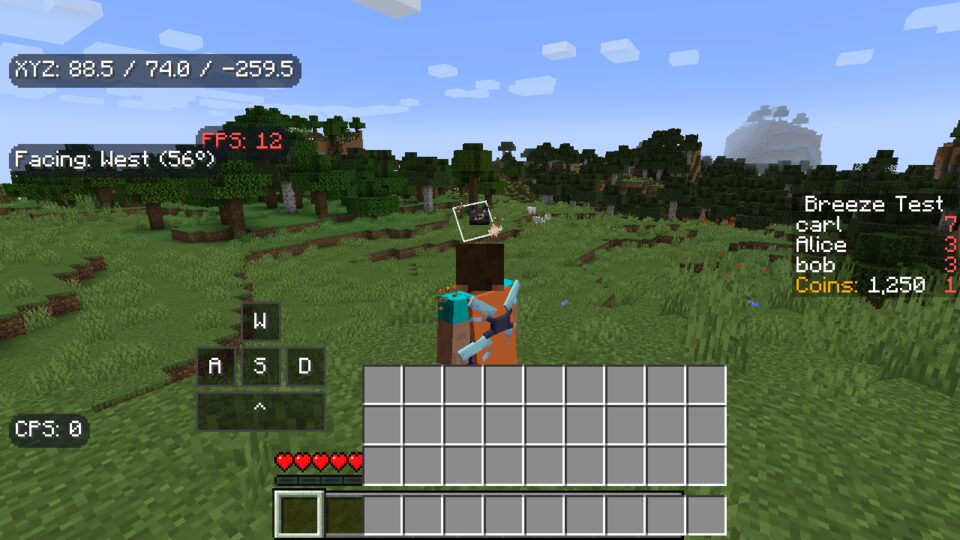 XYZ: 88.5 / 74.0 / -259.5
FPS: 12
Facing: West (56º)
Breeze Test
carl 7
Alice 3
bob 3
Coins: 1,250 1
W
A S D
^
CPS: 0